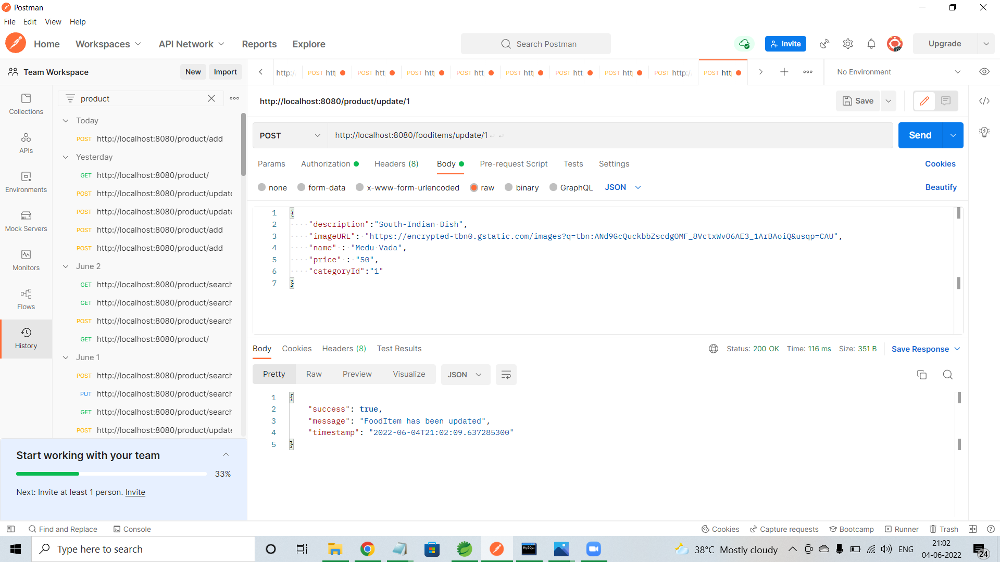 Postman
File Edit View Help
Home Workspaces API Network Reports Explore Search Postman Invite Upgrade
Team Workspace New Import http:/ POST htt POST htt POST htt POST htt POST htt POST htt POST htt POST http:/ POST htt No Environment
product
http://localhost:8080/product/update/1 Save
Collections
APIs
Environments
Mock Servers
Monitors
Flows
History
Today
POST http://localhost:8080/product/add
Yesterday
GET http://localhost:8080/product/
POST http://localhost:8080/product/update
POST http://localhost:8080/product/update
POST http://localhost:8080/product/add
POST http://localhost:8080/product/add
June 2
GET http://localhost:8080/product/search
GET http://localhost:8080/product/search
POST http://localhost:8080/product/search
GET http://localhost:8080/product/
June 1
POST http://localhost:8080/product/search
PUT http://localhost:8080/product/search
GET http://localhost:8080/product/search
POST http://localhost:8080/product/update
Start working with your team
33%
Next: Invite at least 1 person. Invite
POST http://localhost:8080/fooditems/update/1 Send
Params Authorization Headers (8) Body Pre-request Script Tests Settings Cookies
none form-data x-www-form-urlencoded raw binary GraphQL JSON Beautify
1 {
2 "description":"South-Indian Dish",
3 "imageURL": "https://encrypted-tbn0.gstatic.com/images?q=tbn:ANd9GcQuckbbZscdgOMF_8VctxWvO6AE3_1ArBAoiQ&usqp=CAU",
4 "name" : "Medu Vada",
5 "price" : "50",
6 "categoryId":"1"
7 }
Body Cookies Headers (8) Test Results Status: 200 OK Time: 116 ms Size: 351 B Save Response
Pretty Raw Preview Visualize JSON
1 {
2 "success": true,
3 "message": "FoodItem has been updated",
4 "timestamp": "2022-06-04T21:02:09.637285300"
5 }
Find and Replace Console Cookies Capture requests Bootcamp Runner Trash
Type here to search MySQL 38°C Mostly cloudy ENG 21:02
04-06-2022 24